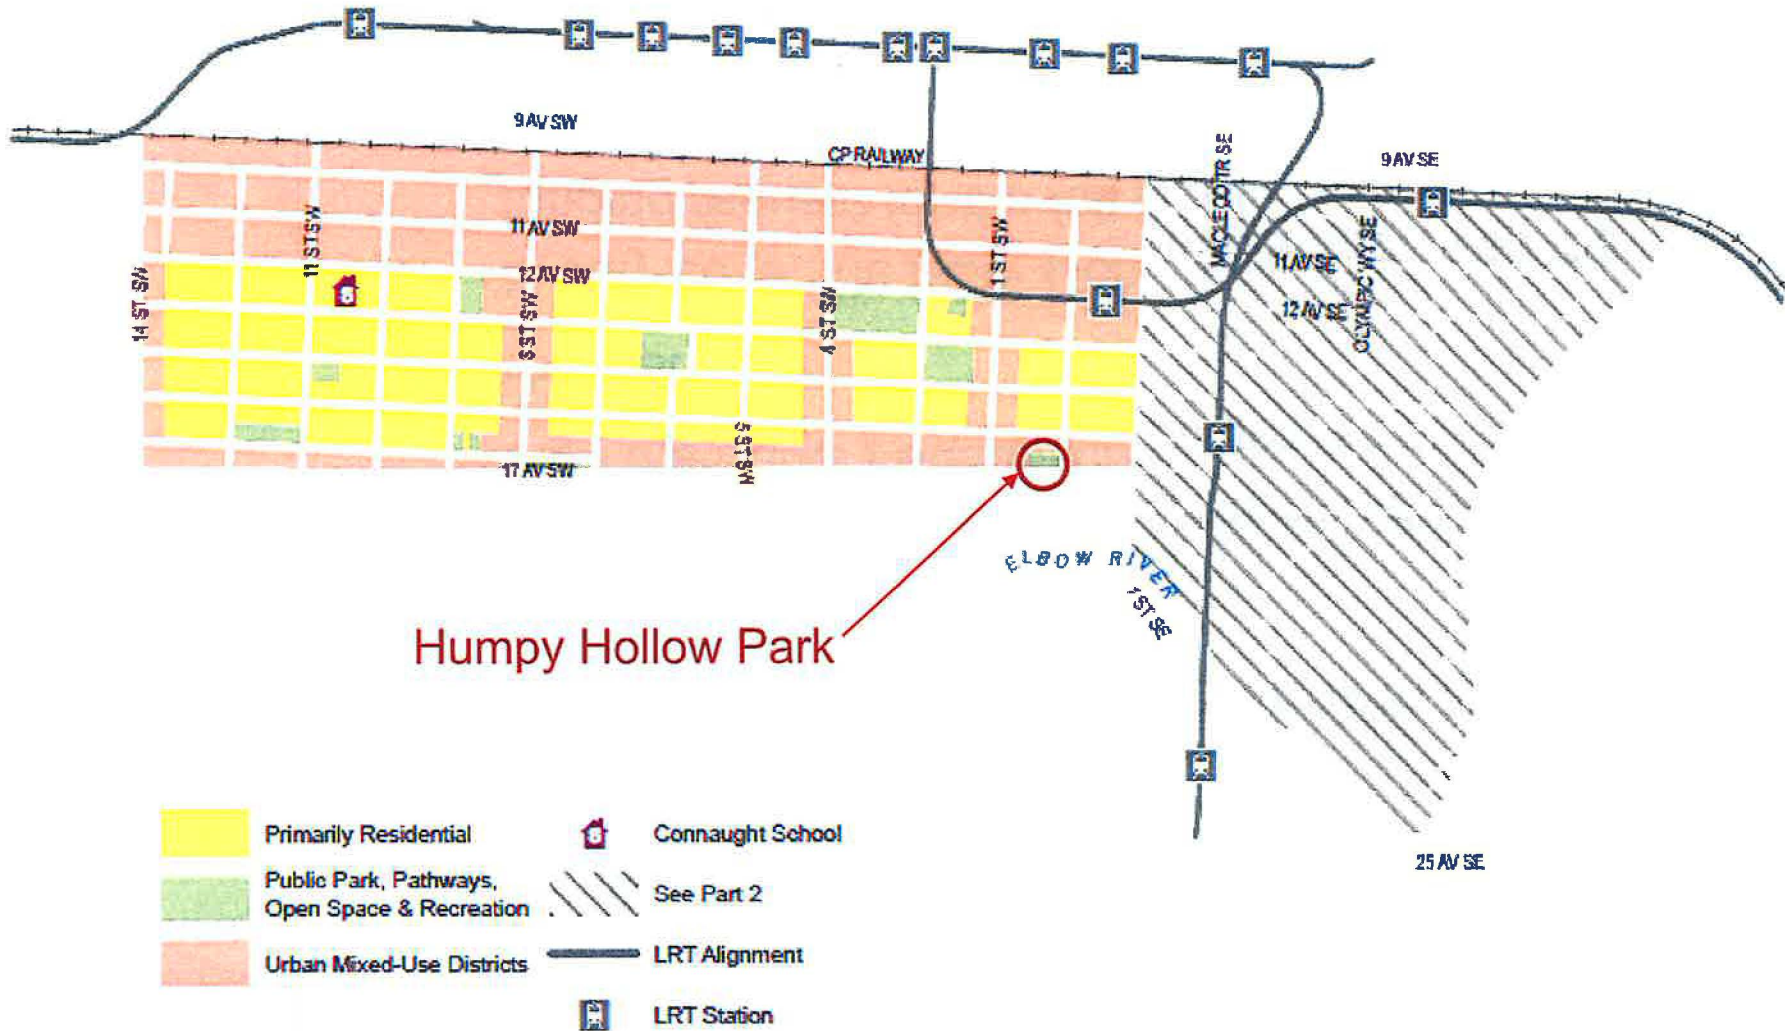 9 AV SW
CP RAILWAY
MACLEOD TR SE
9 AV SE
11 ST SW
11 AV SW
1 ST SW
OLYMPIC WY SE
12 AV SW
11 AV SE
14 ST SW
8 ST SW
4 ST SW
12 AV SE
5 ST SW
17 AV SW
ELBOW RIVER
1 ST SE
Humpy Hollow Park
25 AV SE
Primarily Residential
Connaught School
Public Park, Pathways,
Open Space & Recreation
See Part 2
Urban Mixed-Use Districts
LRT Alignment
LRT Station